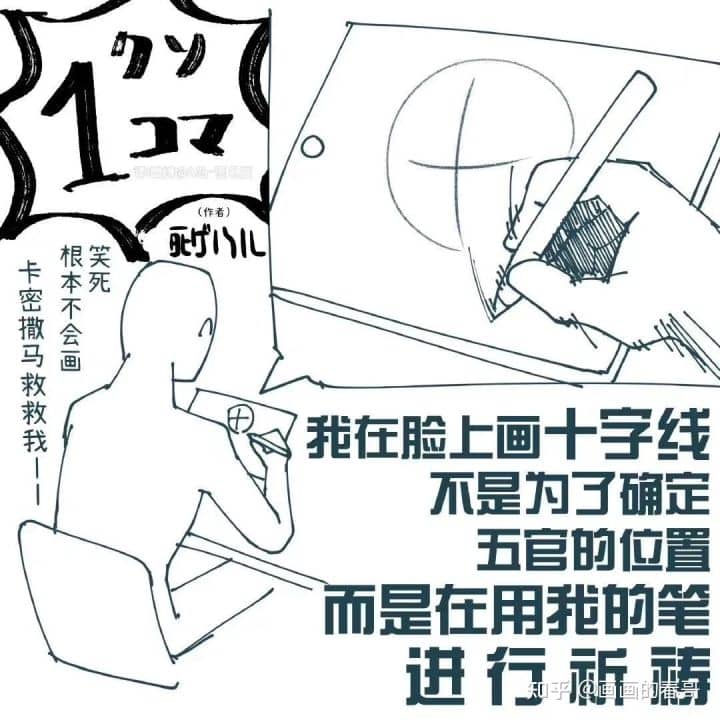 クソ
1コマ
(作者)
死ゲハル
笑死
根本不会画
卡密撒马救救我——
我在脸上画十字线
不是为了确定
五官的位置
而是在用我的笔
进行祈祷
知乎 @画画的春哥